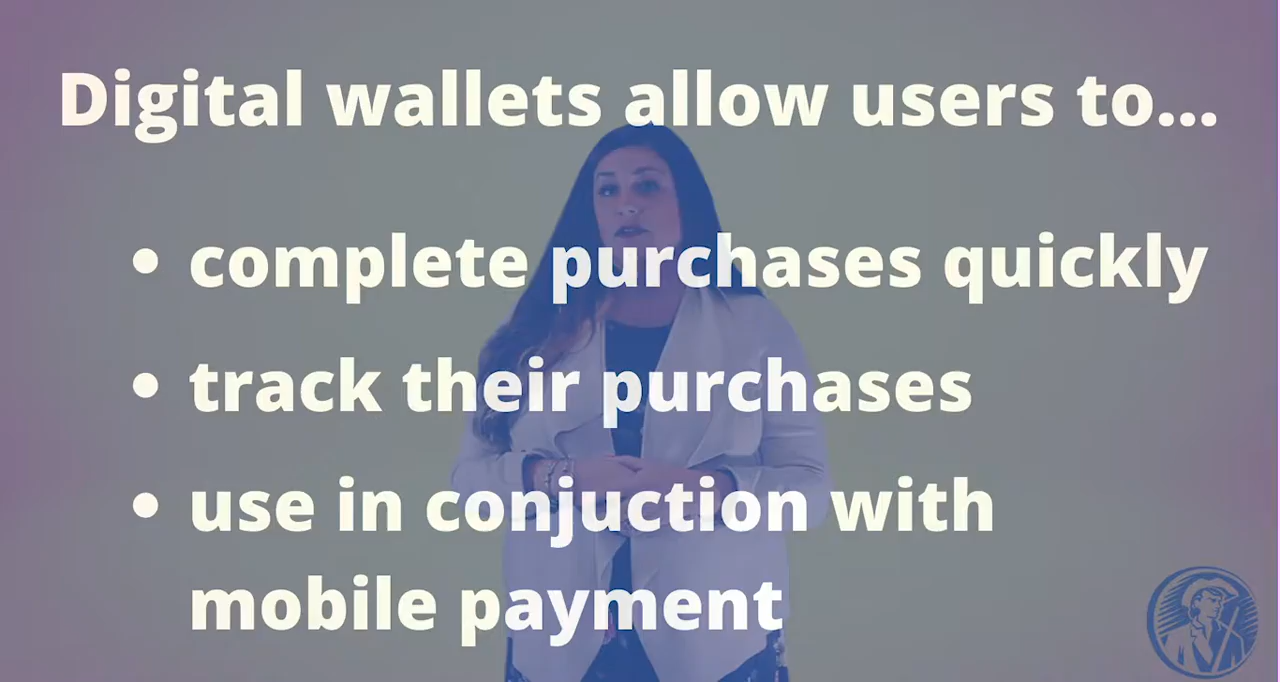 Digital wallets allow users to...
• complete purchases quickly
• track their purchases
• use in conjuction with
mobile payment